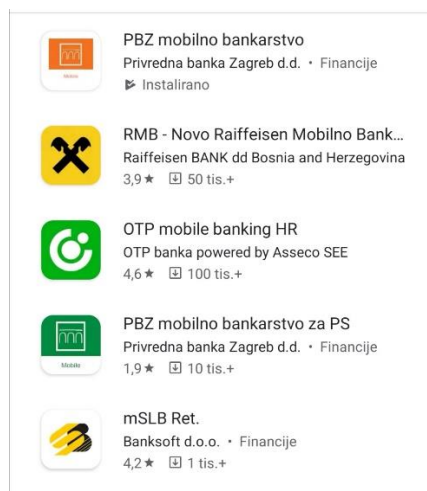 PBZ mobilno bankarstvo
Privredna banka Zagreb d.d. • Financije
Instalirano
RMB - Novo Raiffeisen Mobilno Bank...
Raiffeisen BANK dd Bosnia and Herzegovina
3,9★ 50 tis.+
OTP mobile banking HR
OTP banka powered by Asseco SEE
4,6★ 100 tis.+
PBZ mobilno bankarstvo za PS
Privredna banka Zagreb d.d. • Financije
Mobile
1,9★ 10 tis.+
mSLB Ret.
Banksoft d.o.o. • Financije
4,2★ 1 tis.+